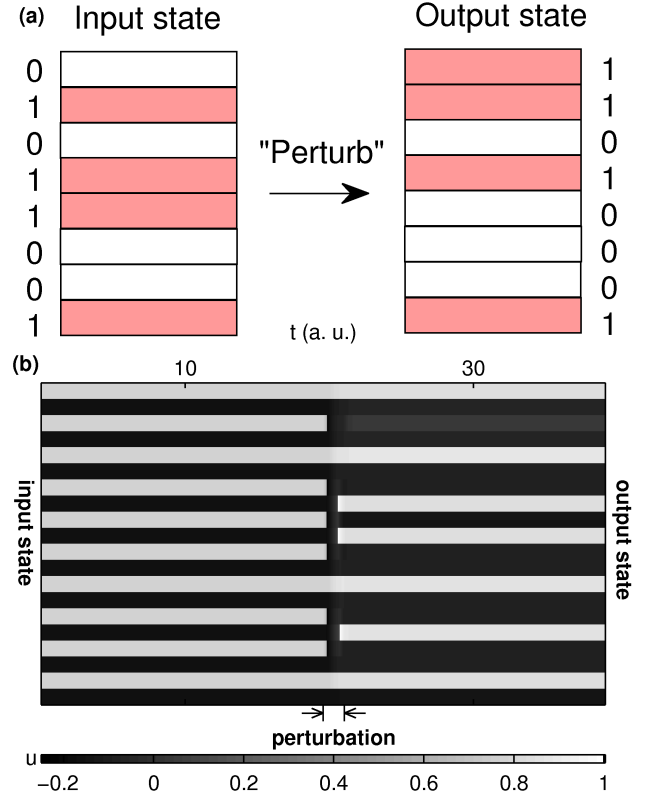 (a) Input state Output state
0 1
1 1
0 0
1 "Perturb" 1
1 0
0 0
0 0
1 t (a. u.) 1
(b) 10 30
input state
output state
perturbation
u
−0.2 0 0.2 0.4 0.6 0.8 1